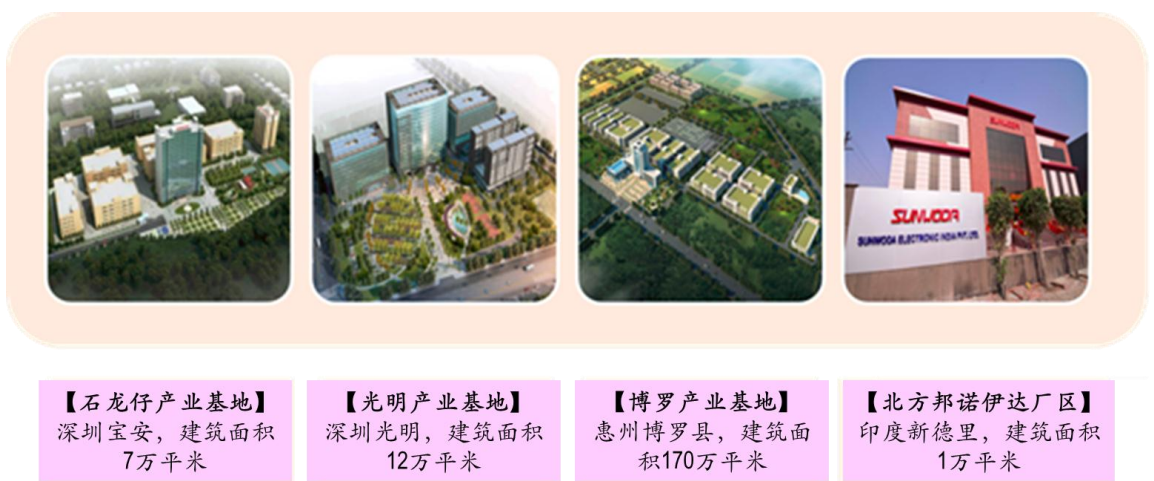 SUNWODA
SUNWODA
SUNWODA ELECTRONIC INDIA PVT. LTD.
【石龙仔产业基地】
深圳宝安，建筑面积
7万平米
【光明产业基地】
深圳光明，建筑面积
12万平米
【博罗产业基地】
惠州博罗县，建筑面
积170万平米
【北方邦诺伊达厂区】
印度新德里，建筑面积
1万平米